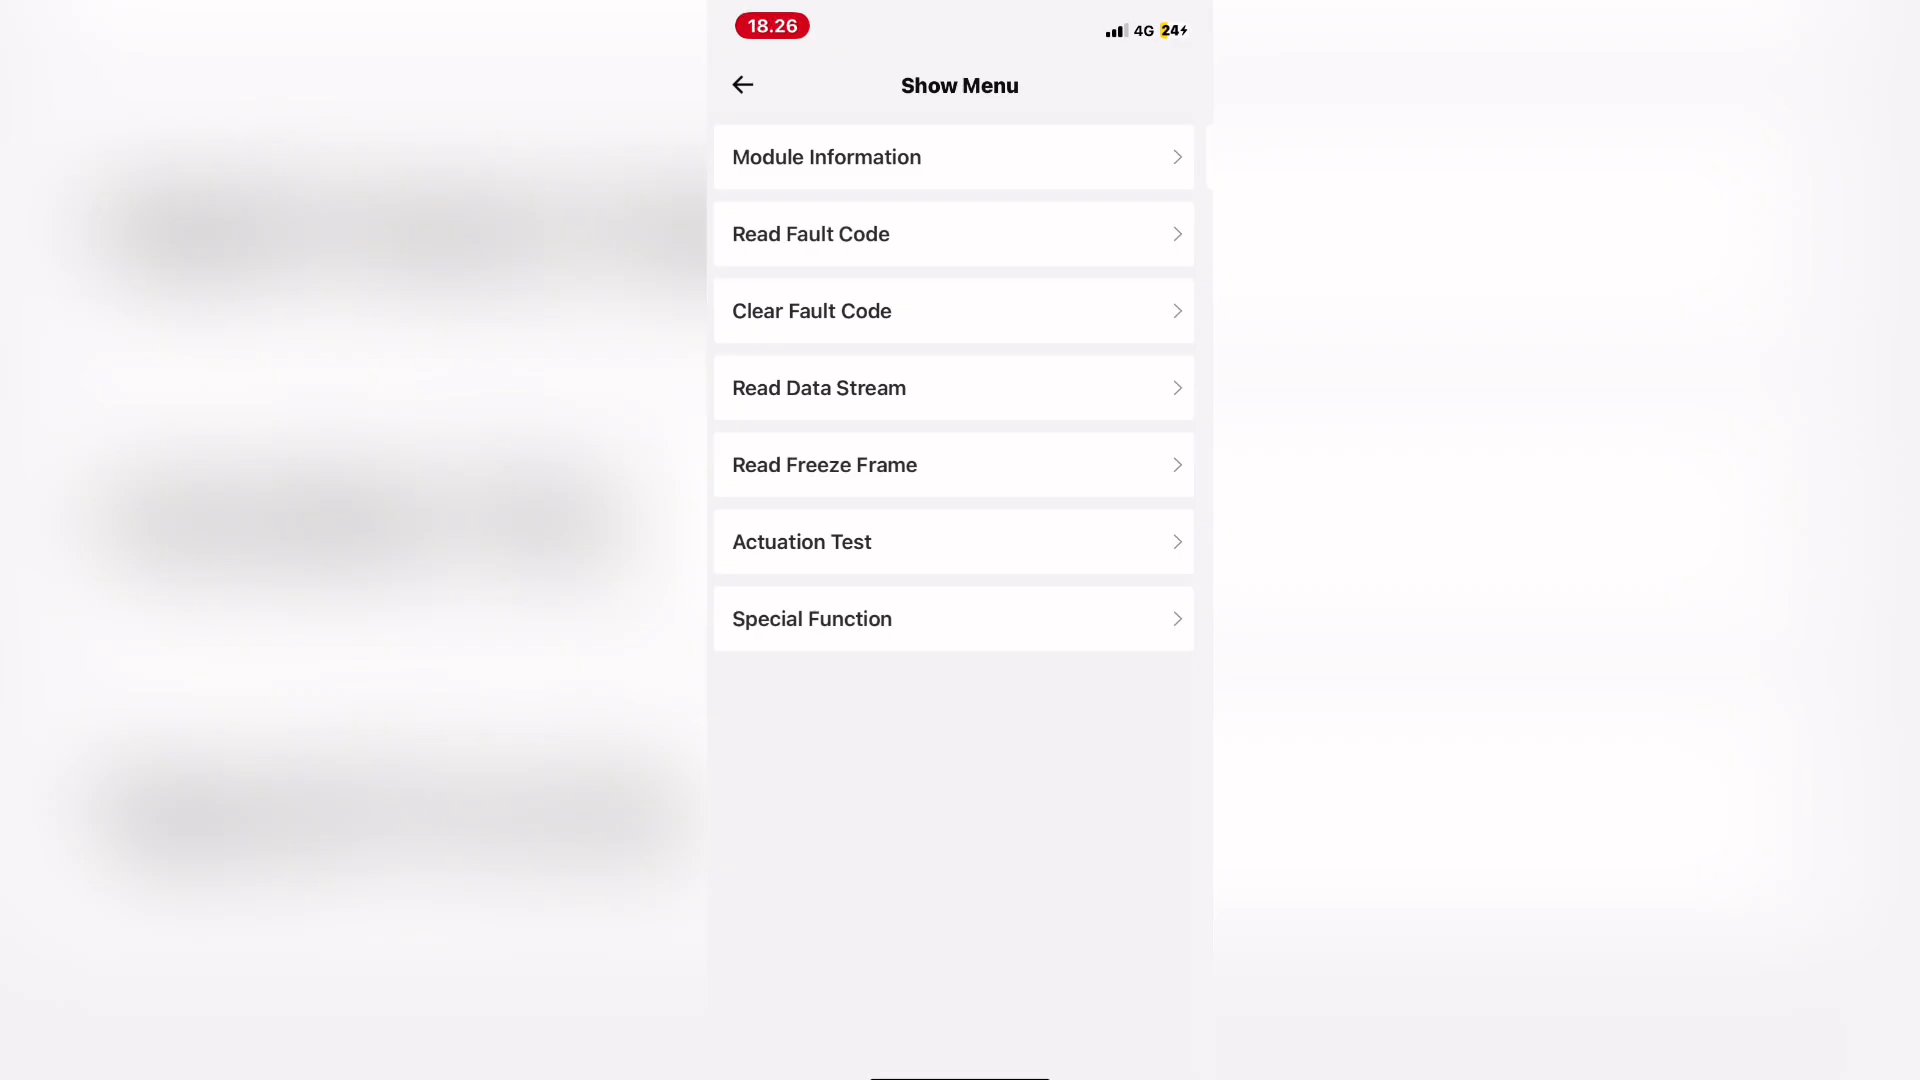 18.26
4G 24
Show Menu
Module Information
Read Fault Code
Clear Fault Code
Read Data Stream
Read Freeze Frame
Actuation Test
Special Function